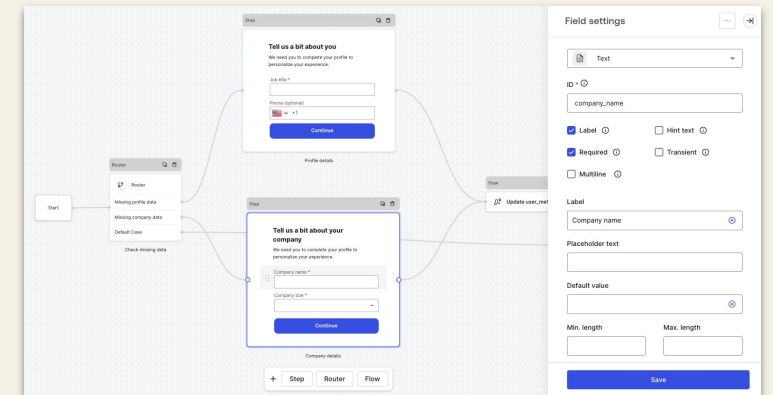 Step
Tell us a bit about you
We need you to complete your profile to
personalize your experience.
Job title *
Phone (optional)
+1
Continue
Profile details
Router
Router
Missing profile data
Missing company data
Default Case
Check missing data
Start
Step
Tell us a bit about your
company
We need you to complete your profile to
personalize your experience.
Company name *
Company size *
Continue
Company details
Flow
Update user_met
+ Step Router Flow
Field settings
Text
ID *
company_name
Label
Hint text
Required
Transient
Multiline
Label
Company name
Placeholder text
Default value
Min. length
Max. length
Save